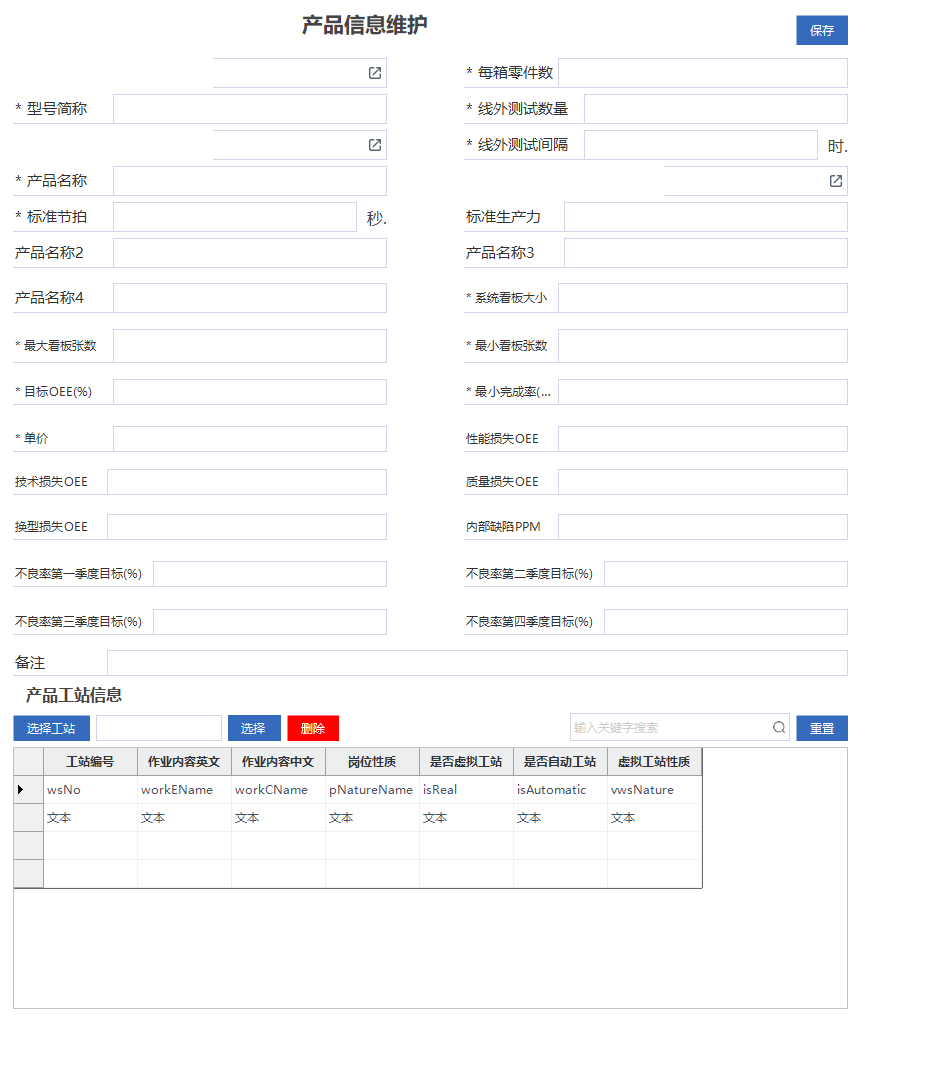 产品信息维护
保存
* 每箱零件数
* 型号简称
* 线外测试数量
* 线外测试间隔 时.
* 产品名称
* 标准节拍 秒.
标准生产力
产品名称2
产品名称3
产品名称4
* 系统看板大小
* 最大看板张数
* 最小看板张数
* 目标OEE(%)
* 最小完成率(...
* 单价
性能损失OEE
技术损失OEE
质量损失OEE
换型损失OEE
内部缺陷PPM
不良率第一季度目标(%)
不良率第二季度目标(%)
不良率第三季度目标(%)
不良率第四季度目标(%)
备注
产品工站信息
选择工站 选择 删除 输入关键字搜索 重置
工站编号 作业内容英文 作业内容中文 岗位性质 是否虚拟工站 是否自动工站 虚拟工站性质
wsNo workEName workCName pNatureName isReal isAutomatic vwsNature
文本 文本 文本 文本 文本 文本 文本